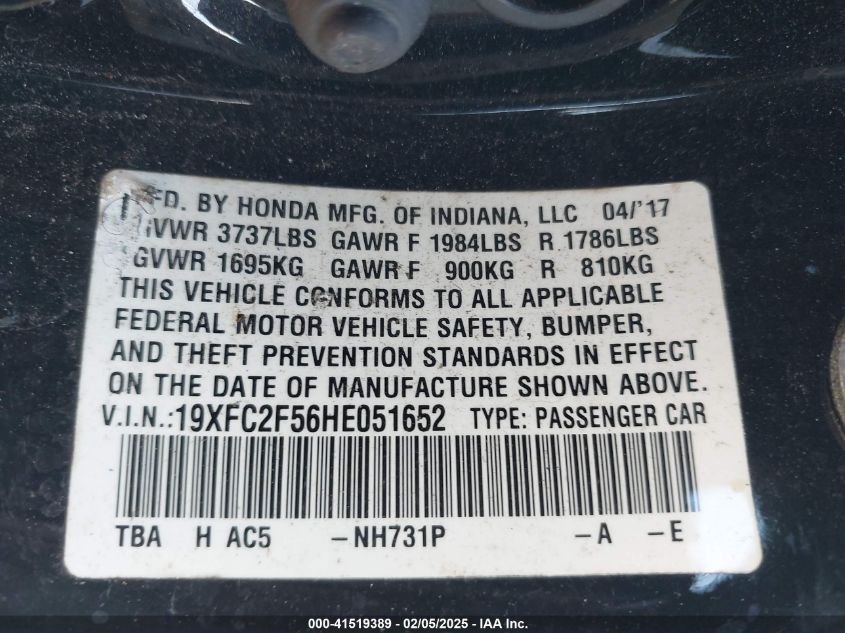 MFD. BY HONDA MFG. OF INDIANA, LLC 04/'17
GVWR 3737LBS GAWR F 1984LBS R 1786LBS
GVWR 1695KG GAWR F 900KG R 810KG
THIS VEHICLE CONFORMS TO ALL APPLICABLE
FEDERAL MOTOR VEHICLE SAFETY, BUMPER,
AND THEFT PREVENTION STANDARDS IN EFFECT
ON THE DATE OF MANUFACTURE SHOWN ABOVE.
V.I.N.:19XFC2F56HE051652 TYPE: PASSENGER CAR
TBA H AC5 –NH731P –A –E
000-41519389 - 02/05/2025 - IAA Inc.